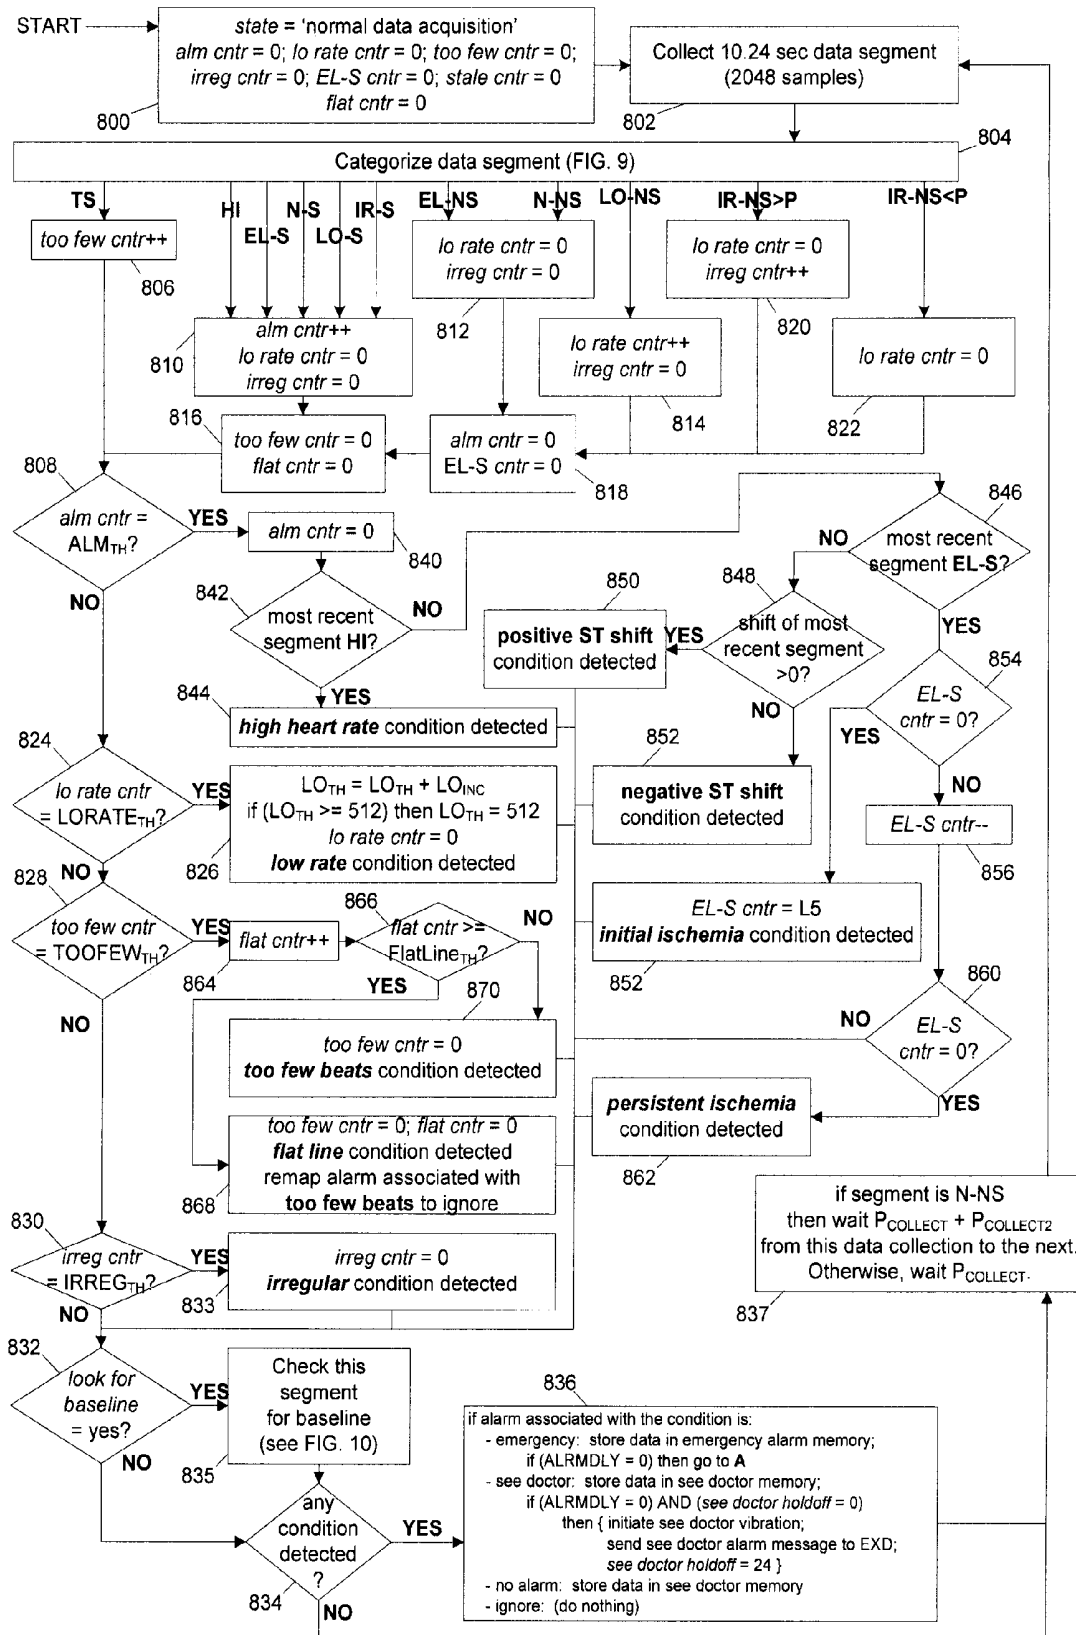 START
state = 'normal data acquisition'
alm cntr = 0; lo rate cntr = 0; too few cntr = 0;
irreg cntr = 0; EL-S cntr = 0; stale cntr = 0
flat cntr = 0
800
Collect 10.24 sec data segment
(2048 samples)
802
804
Categorize data segment (FIG. 9)
TS
HI
EL-S
N-S
LO-S
IR-S
EL-NS
N-NS
LO-NS
IR-NS>P
IR-NS<P
too few cntr++
806
lo rate cntr = 0
irreg cntr = 0
812
lo rate cntr = 0
irreg cntr++
820
alm cntr++
lo rate cntr = 0
irreg cntr = 0
810
lo rate cntr++
irreg cntr = 0
814
lo rate cntr = 0
822
816
too few cntr = 0
flat cntr = 0
alm cntr = 0
EL-S cntr = 0
818
808
alm cntr =
ALMTH?
YES
NO
alm cntr = 0
840
842
most recent
segment HI?
NO
YES
846
most recent
segment EL-S?
NO
YES
848
shift of most
recent segment
>0?
YES
NO
850
positive ST shift
condition detected
854
EL-S
cntr = 0?
YES
NO
844
high heart rate condition detected
852
negative ST shift
condition detected
EL-S cntr--
856
824
lo rate cntr
= LORATETH?
YES
NO
LOTH = LOTH + LOINC
if (LOTH >= 512) then LOTH = 512
lo rate cntr = 0
low rate condition detected
826
EL-S cntr = L5
initial ischemia condition detected
852
828
too few cntr
= TOOFEWTH?
YES
NO
flat cntr++
864
866
flat cntr >=
FlatLineTH?
NO
YES
860
EL-S
cntr = 0?
NO
YES
870
too few cntr = 0
too few beats condition detected
persistent ischemia
condition detected
862
too few cntr = 0; flat cntr = 0
flat line condition detected
remap alarm associated with
too few beats to ignore
868
if segment is N-NS
then wait PCOLLECT + PCOLLECT2
from this data collection to the next.
Otherwise, wait PCOLLECT.
837
830
irreg cntr
= IRREGTH?
YES
NO
irreg cntr = 0
irregular condition detected
833
832
look for
baseline
= yes?
YES
NO
Check this
segment
for baseline
(see FIG. 10)
835
any
condition
detected
?
YES
NO
834
836
if alarm associated with the condition is:
- emergency: store data in emergency alarm memory;
if (ALRMDLY = 0) then go to A
- see doctor: store data in see doctor memory;
if (ALRMDLY = 0) AND (see doctor holdoff = 0)
then { initiate see doctor vibration;
send see doctor alarm message to EXD;
see doctor holdoff = 24 }
- no alarm: store data in see doctor memory
- ignore: (do nothing)